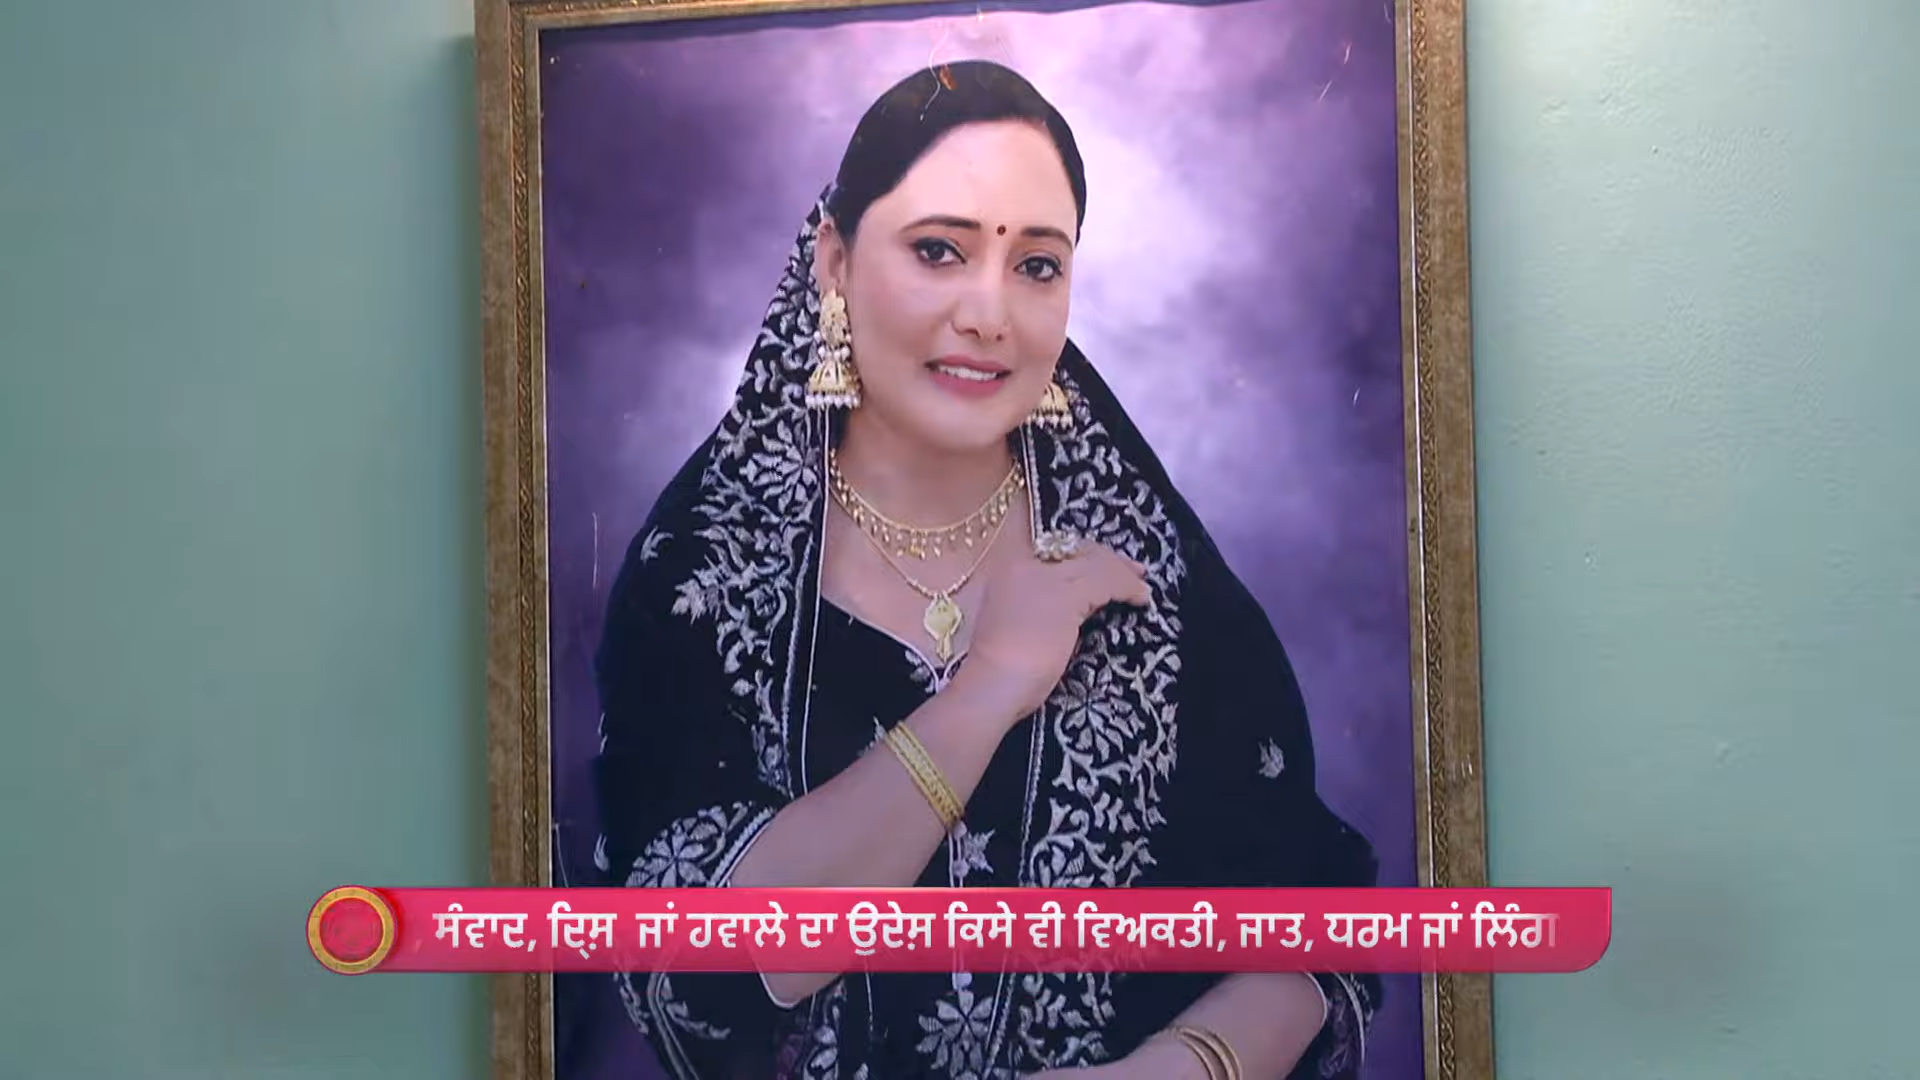 , ਸੰਵਾਦ, ਦ੍ਰਿਸ਼ ਜਾਂ ਹਵਾਲੇ ਦਾ ਉਦੇਸ਼ ਕਿਸੇ ਵੀ ਵਿਅਕਤੀ, ਜਾਤ, ਧਰਮ ਜਾਂ ਲਿੰਗ